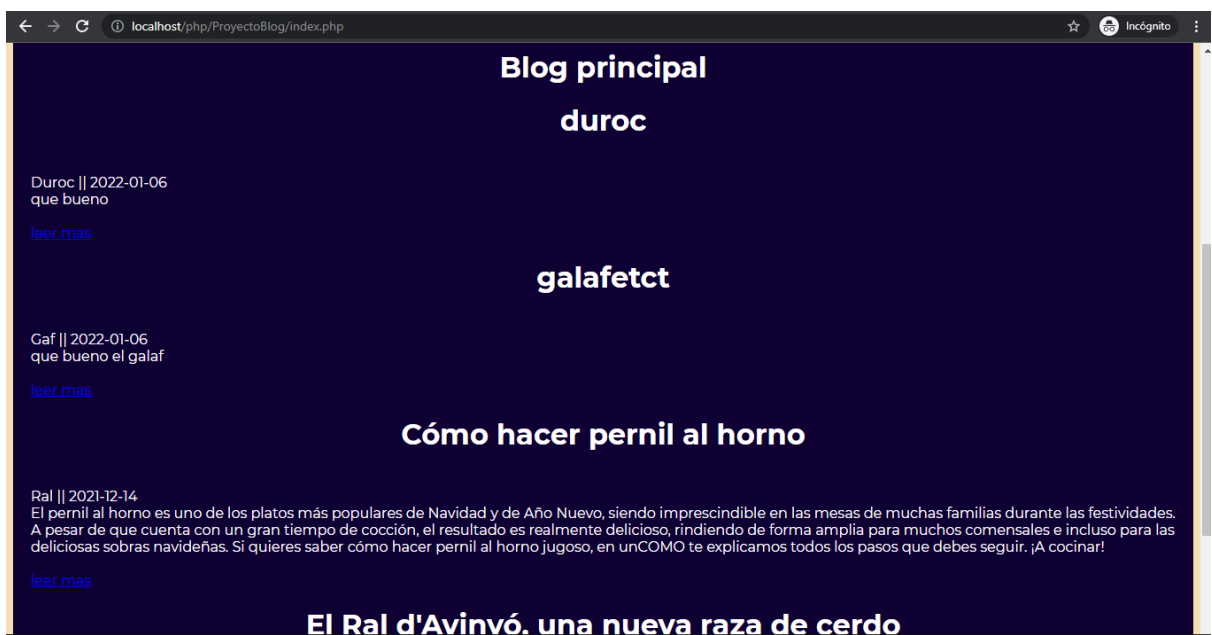 localhost/php/ProyectoBlog/index.php
Incógnito
Blog principal
duroc
Duroc || 2022-01-06
que bueno
leer mas
galafetct
Gaf || 2022-01-06
que bueno el galaf
leer mas
Cómo hacer pernil al horno
Ral || 2021-12-14
El pernil al horno es uno de los platos más populares de Navidad y de Año Nuevo, siendo imprescindible en las mesas de muchas familias durante las festividades.
A pesar de que cuenta con un gran tiempo de cocción, el resultado es realmente delicioso, rindiendo de forma amplia para muchos comensales e incluso para las
deliciosas sobras navideñas. Si quieres saber cómo hacer pernil al horno jugoso, en unCOMO te explicamos todos los pasos que debes seguir. ¡A cocinar!
leer mas
El Ral d'Avinyó, una nueva raza de cerdo